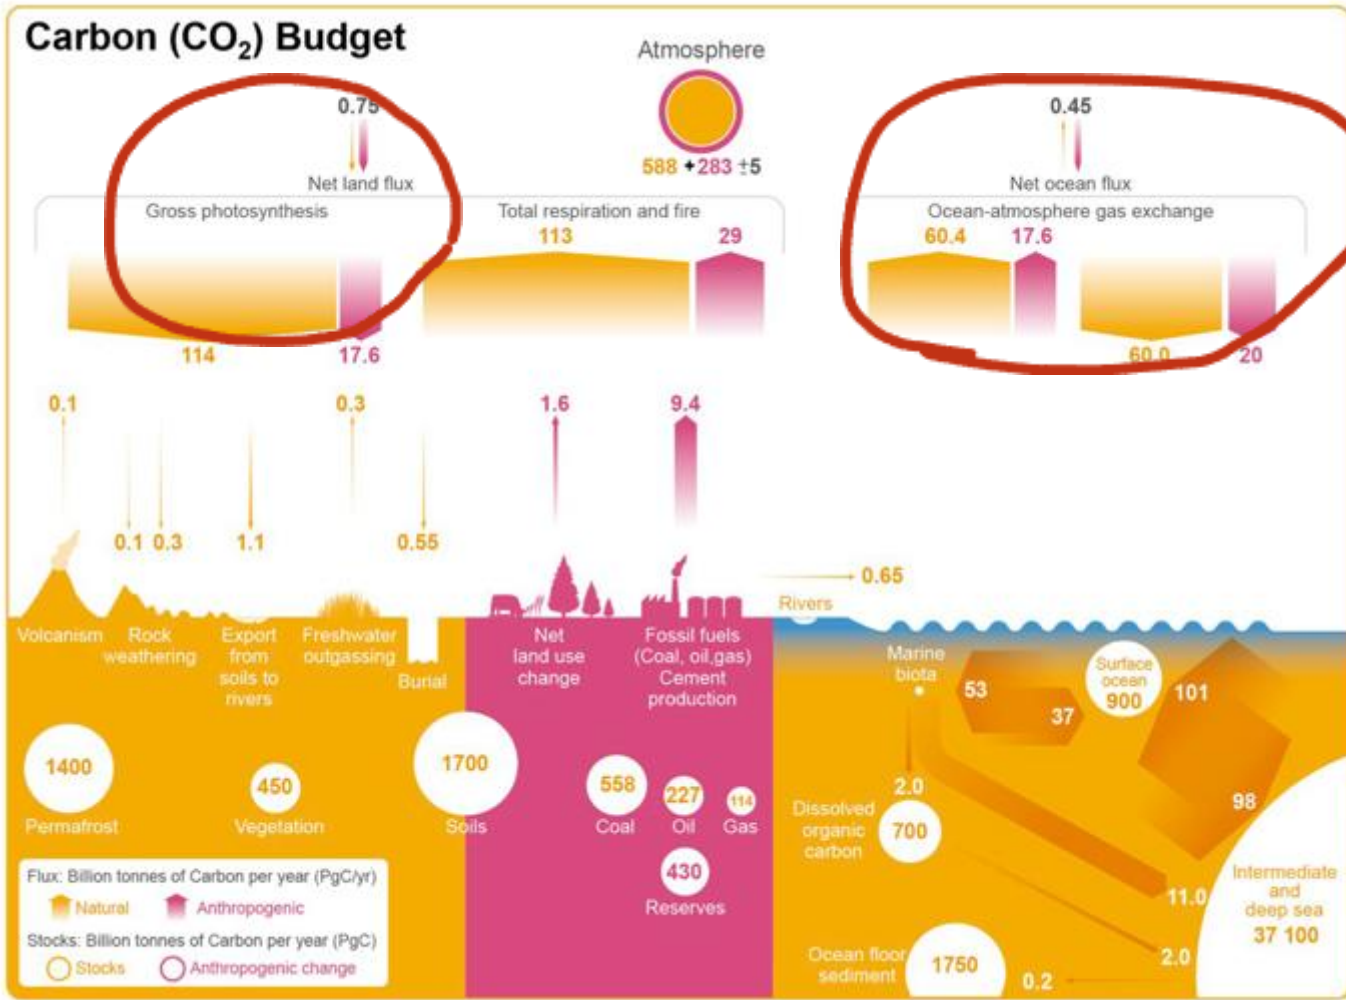 Carbon (CO₂) Budget
Atmosphere
588 + 283 ±5
0.75
Net land flux
0.45
Net ocean flux
Gross photosynthesis
Total respiration and fire
Ocean-atmosphere gas exchange
113
29
60.4
17.6
114
17.6
60.0
20
0.1
0.3
1.6
9.4
0.1
0.3
1.1
0.55
0.65
Rivers
Volcanism
Rock
weathering
Export
from
soils to
rivers
Freshwater
outgassing
Burial
Net
land use
change
Fossil fuels
(Coal, oil,gas)
Cement
production
Marine
biota
53
37
Surface
ocean
900
101
98
1400
Permafrost
450
Vegetation
1700
Soils
558
Coal
227
Oil
114
Gas
430
Reserves
2.0
Dissolved
organic
carbon
700
11.0
Intermediate
and
deep sea
37 100
2.0
Ocean floor
sediment
1750
0.2
Flux: Billion tonnes of Carbon per year (PgC/yr)
Natural
Anthropogenic
Stocks: Billion tonnes of Carbon per year (PgC)
Stocks
Anthropogenic change